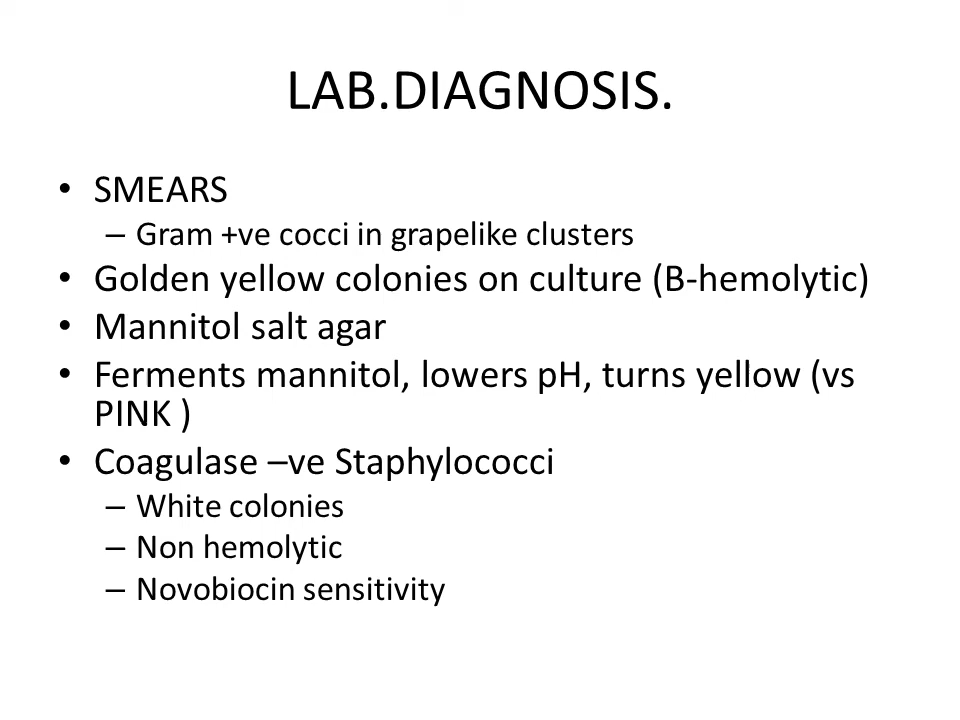 LAB.DIAGNOSIS.
• SMEARS
– Gram +ve cocci in grapelike clusters
• Golden yellow colonies on culture (B-hemolytic)
• Mannitol salt agar
• Ferments mannitol, lowers pH, turns yellow (vs
PINK )
• Coagulase –ve Staphylococci
– White colonies
– Non hemolytic
– Novobiocin sensitivity